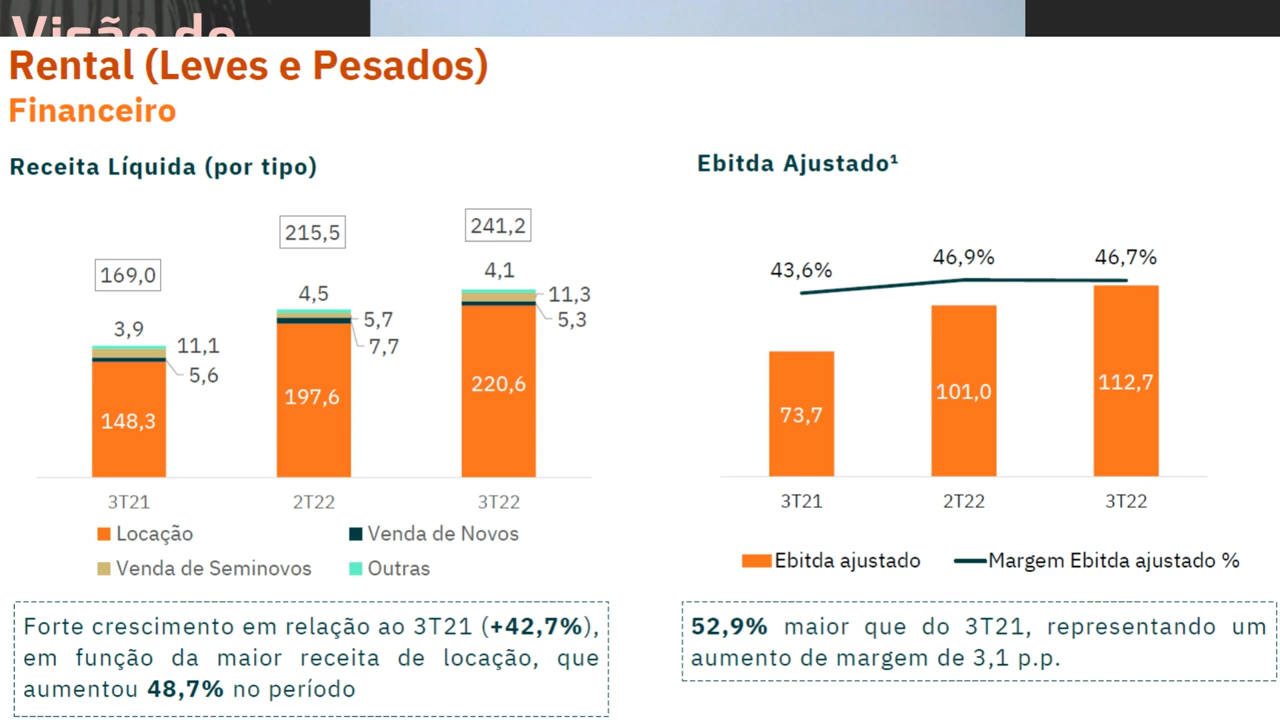 Visão do
Rental (Leves e Pesados)
Financeiro
Receita Líquida (por tipo)
169,0
215,5
241,2
3,9
4,5
4,1
11,1
5,6
5,7
7,7
11,3
5,3
148,3
197,6
220,6
3T21
2T22
3T22
Locação
Venda de Novos
Venda de Seminovos
Outras
Forte crescimento em relação ao 3T21 (+42,7%),
em função da maior receita de locação, que
aumentou 48,7% no período
Ebitda Ajustado¹
43,6%
46,9%
46,7%
73,7
101,0
112,7
3T21
2T22
3T22
Ebitda ajustado
Margem Ebitda ajustado %
52,9% maior que do 3T21, representando um
aumento de margem de 3,1 p.p.